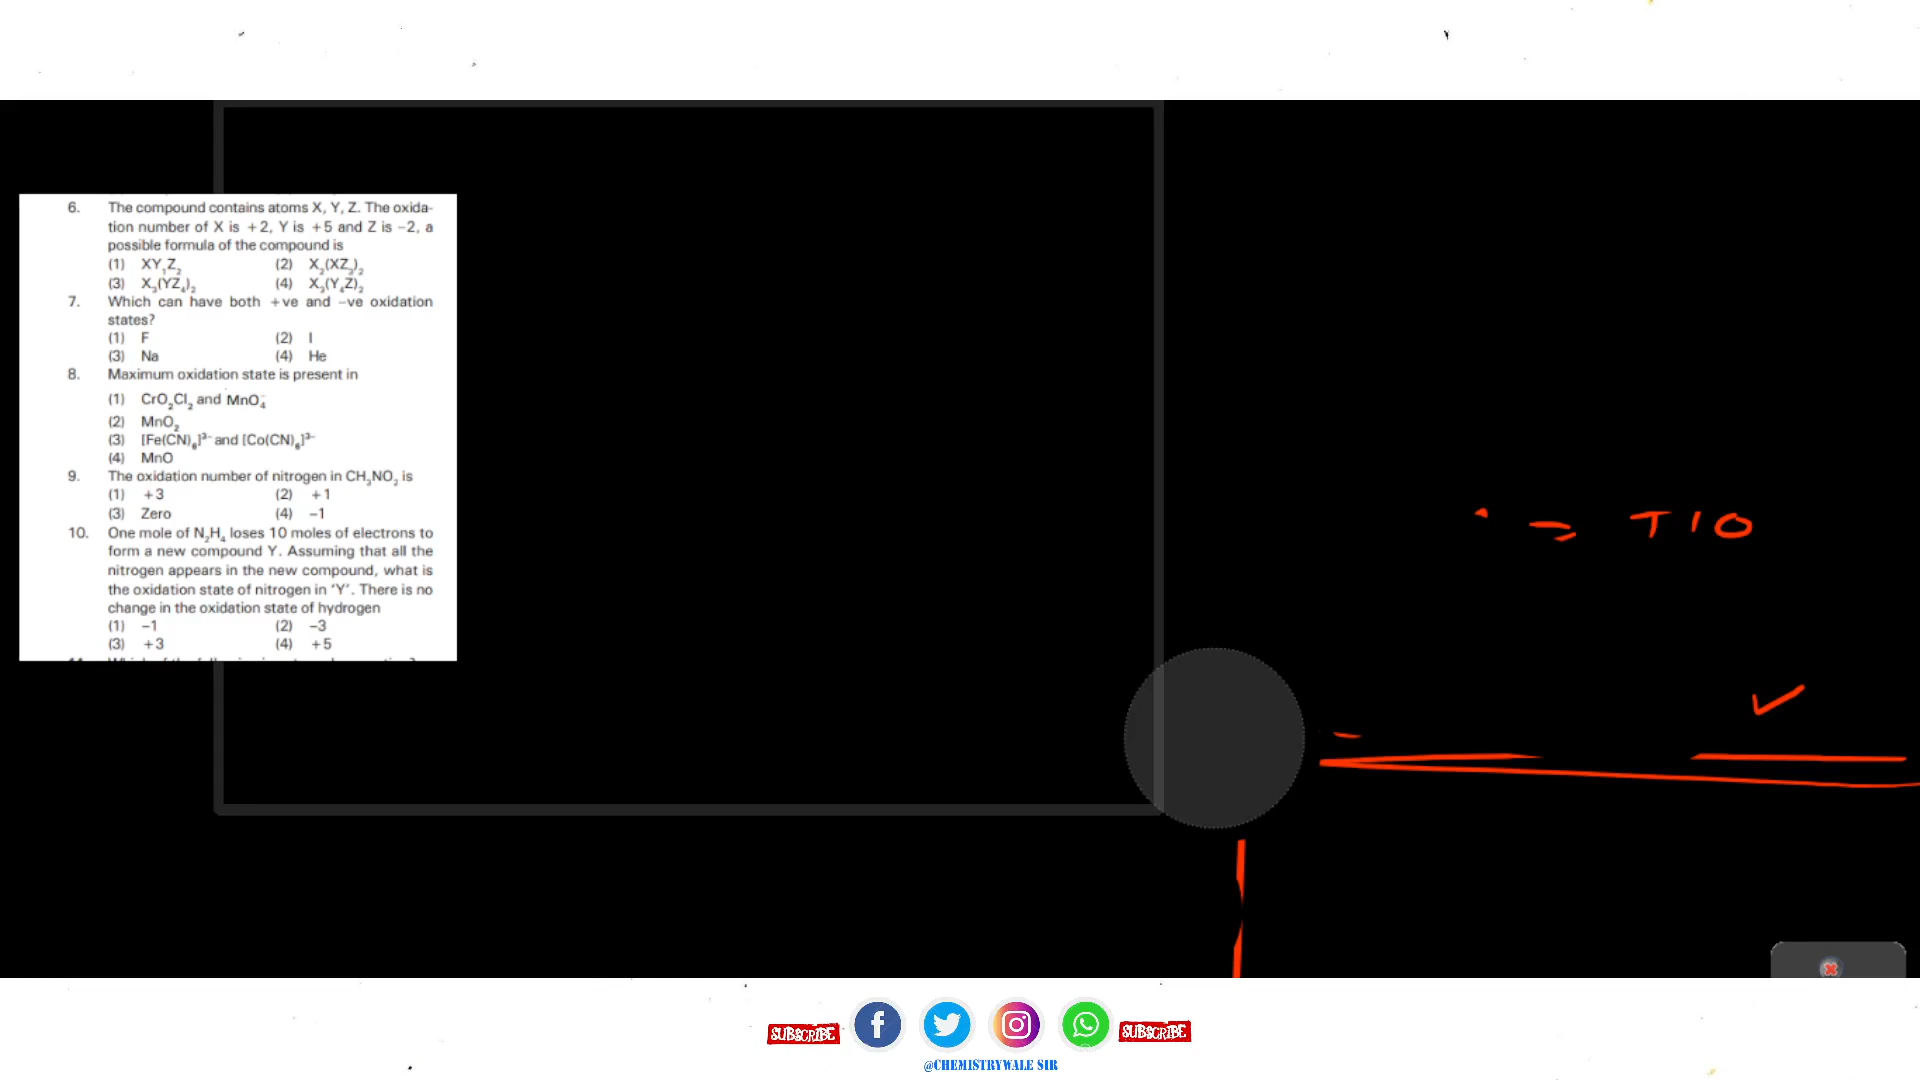 6. The compound contains atoms X, Y, Z. The oxida-
tion number of X is +2, Y is +5 and Z is −2, a
possible formula of the compound is
(1) XY₁Z₂ (2) X₂(XZ₃)₂
(3) X₃(YZ₄)₂ (4) X₃(Y₄Z)₂
7. Which can have both +ve and −ve oxidation
states?
(1) F (2) I
(3) Na (4) He
8. Maximum oxidation state is present in
(1) CrO₂Cl₂ and MnO₄⁻
(2) MnO₂
(3) [Fe(CN)₆]³⁻ and [Co(CN)₆]³⁻
(4) MnO
9. The oxidation number of nitrogen in CH₃NO₂ is
(1) +3 (2) +1
(3) Zero (4) −1
10. One mole of N₂H₄ loses 10 moles of electrons to
form a new compound Y. Assuming that all the
nitrogen appears in the new compound, what is
the oxidation state of nitrogen in ‘Y’. There is no
change in the oxidation state of hydrogen
(1) −1 (2) −3
(3) +3 (4) +5
SUBSCRIBE SUBSCRIBE
@CHEMISTRYWALE SIR